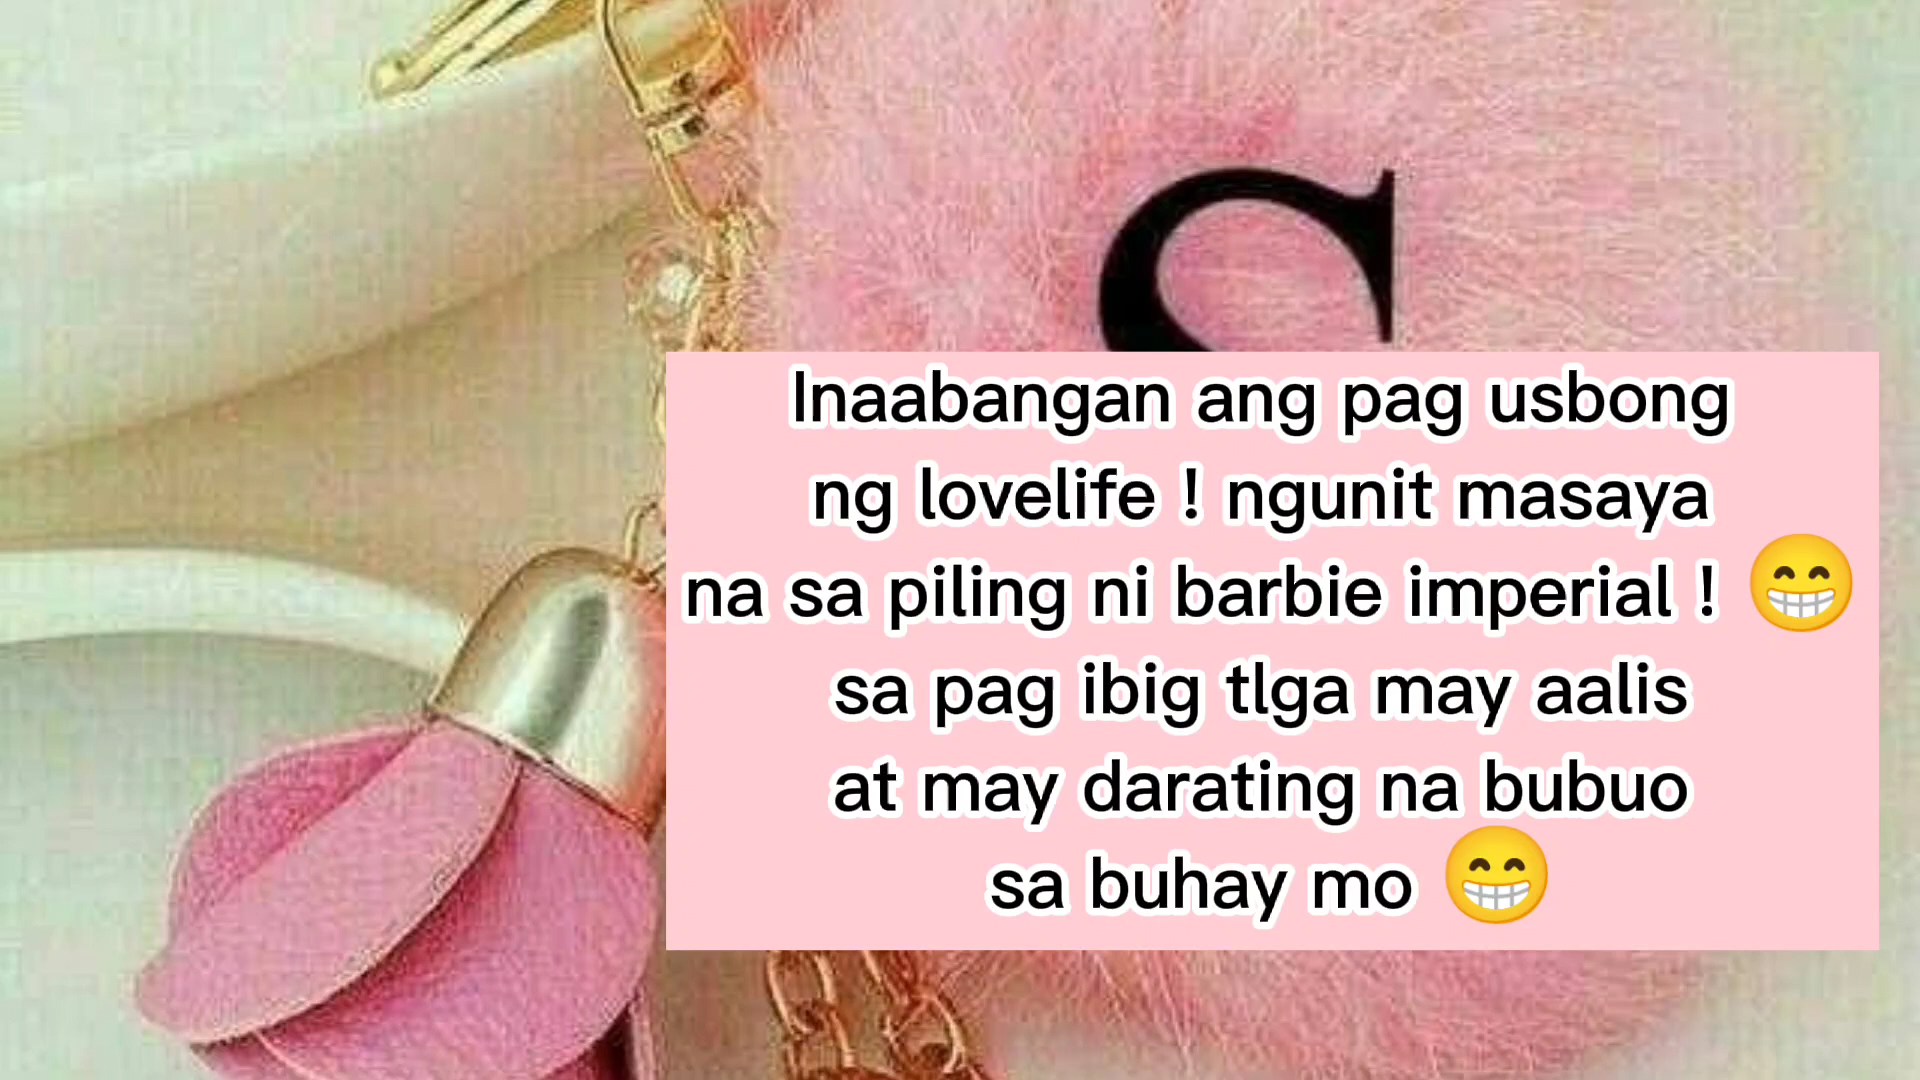 S
Inaabangan ang pag usbong
ng lovelife ! ngunit masaya
na sa piling ni barbie imperial ! 😁
sa pag ibig tlga may aalis
at may darating na bubuo
sa buhay mo 😁